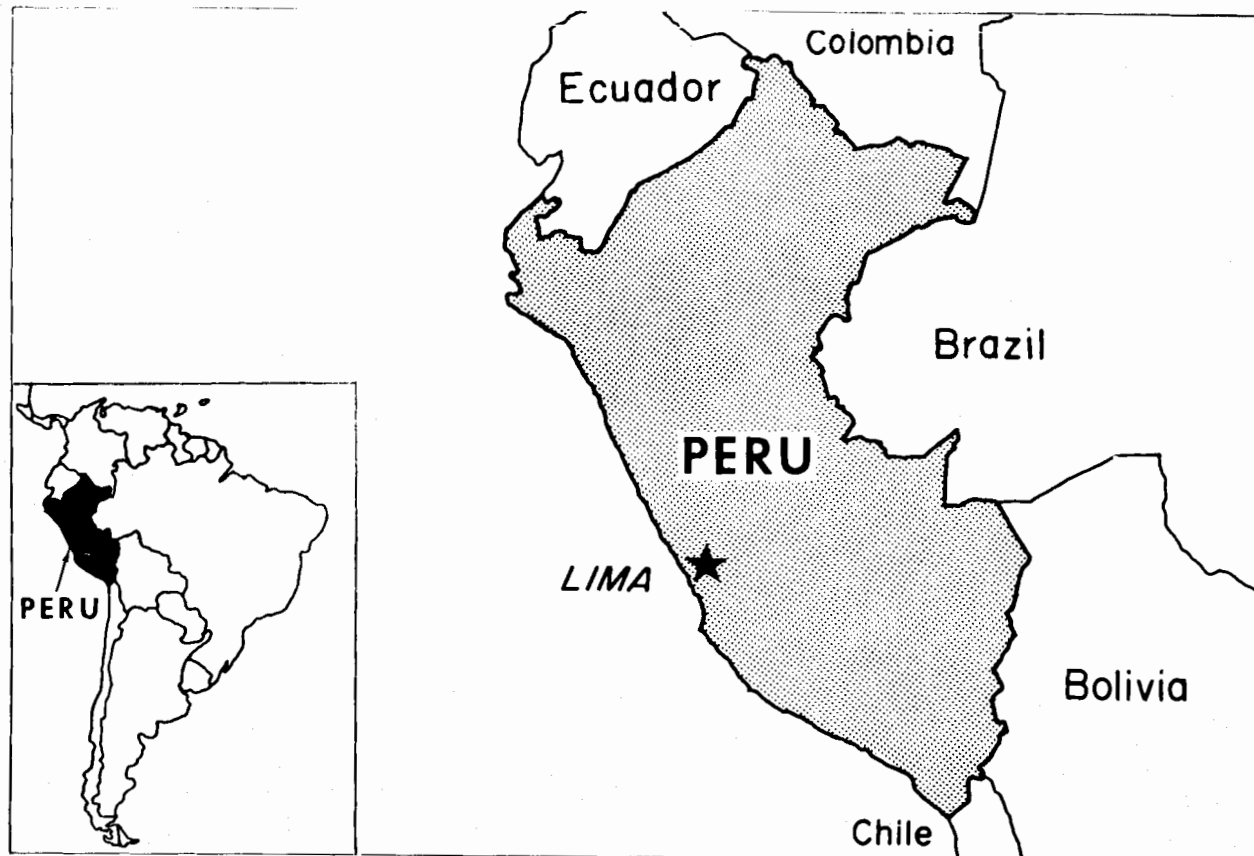 Colombia
Ecuador
Brazil
PERU
LIMA
PERU
Bolivia
Chile